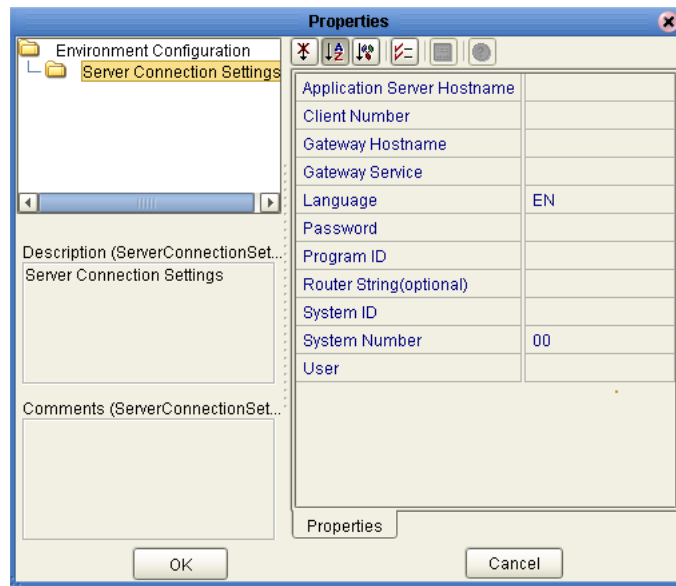 Properties
Environment Configuration
Server Connection Settings
Description (ServerConnectionSet...
Server Connection Settings
Comments (ServerConnectionSet...
Application Server Hostname
Client Number
Gateway Hostname
Gateway Service
Language EN
Password
Program ID
Router String(optional)
System ID
System Number 00
User
Properties
OK Cancel